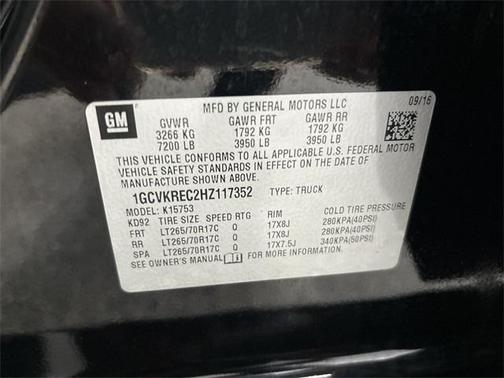 GM
MFD BY GENERAL MOTORS LLC 09/16
GVWR GAWR FRT GAWR RR
3266 KG 1792 KG 1792 KG
7200 LB 3950 LB 3950 LB
THIS VEHICLE CONFORMS TO ALL APPLICABLE U.S. FEDERAL MOTOR
VEHICLE SAFETY, BUMPER, AND THEFT PREVENTION STANDARDS IN EFFECT ON THE DATE OF
MANUFACTURE SHOWN ABOVE.
1GCVKREC2HZ117352 TYPE: TRUCK
MODEL: K15753
KD92 TIRE SIZE SPEED RTG RIM COLD TIRE PRESSURE
FRT LT265/70R17C Q 17X8J 280KPA(40PSI)
RR LT265/70R17C Q 17X8J 280KPA(40PSI)
SPA LT265/70R17C Q 17X7.5J 340KPA(50PSI)
SEE OWNER'S MANUAL FOR MORE INFORMATION.